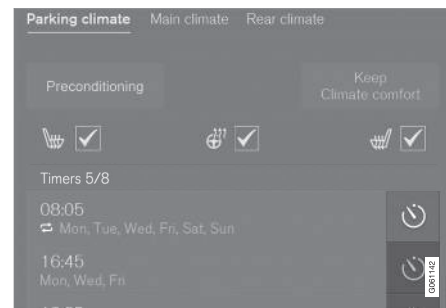 Parking climate Main climate Rear climate
Preconditioning
Keep
Climate comfort
Timers 5/8
08:05
Mon, Tue, Wed, Fri, Sat, Sun
16:45
Mon, Wed, Fri
G061142